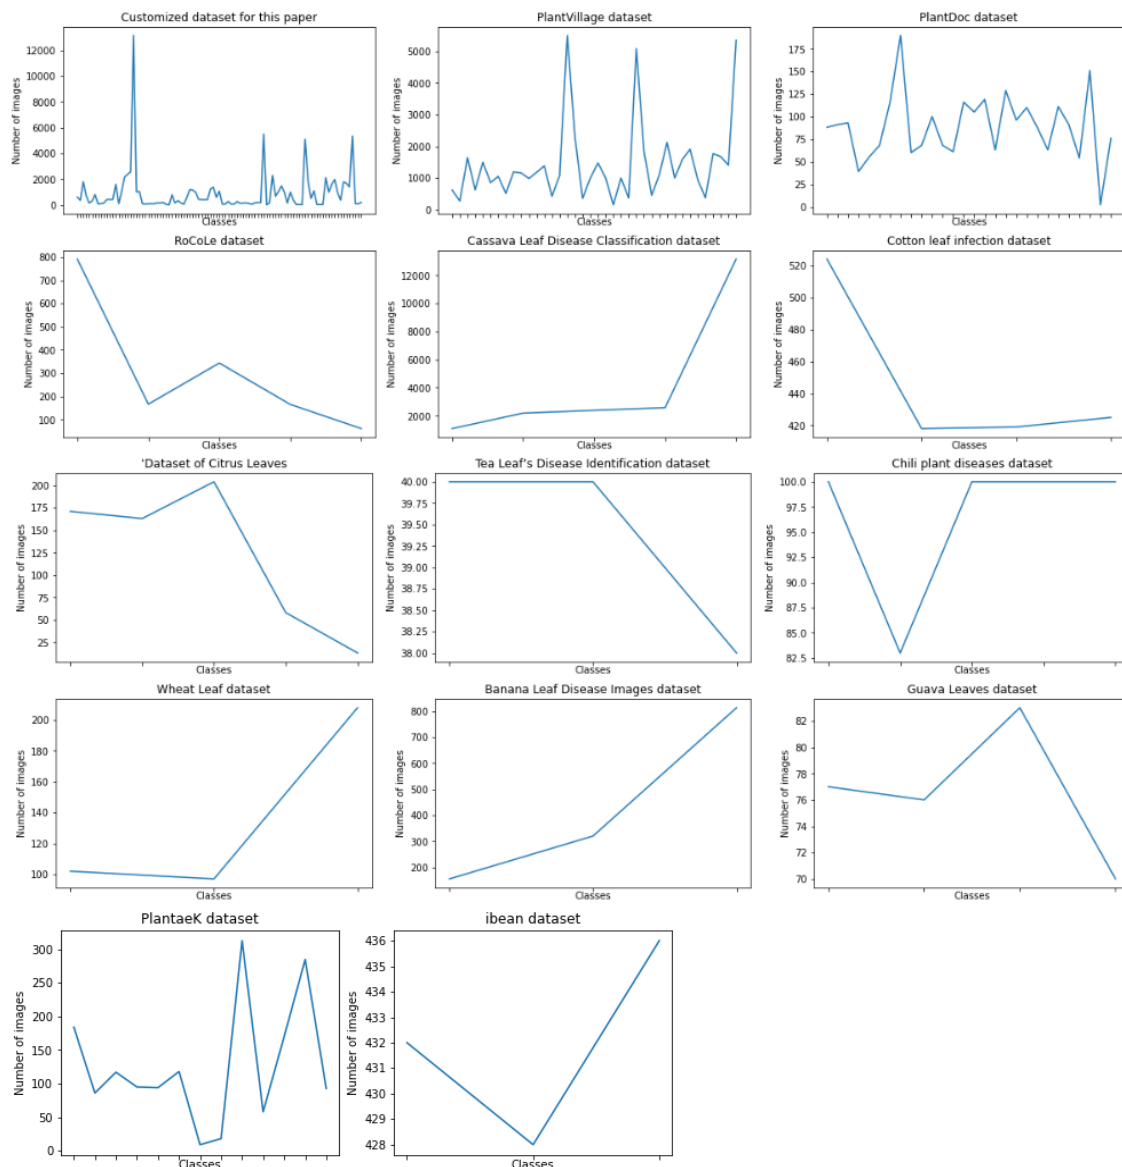 Customized dataset for this paper
Number of images
12000
10000
8000
6000
4000
2000
0
Classes
PlantVillage dataset
Number of images
5000
4000
3000
2000
1000
0
Classes
PlantDoc dataset
Number of images
175
150
125
100
75
50
25
0
Classes
RoCoLe dataset
Number of images
800
700
600
500
400
300
200
100
Classes
Cassava Leaf Disease Classification dataset
Number of images
12000
10000
8000
6000
4000
2000
Classes
Cotton leaf infection dataset
Number of images
520
500
480
460
440
420
Classes
'Dataset of Citrus Leaves
Number of images
200
175
150
125
100
75
50
25
Classes
Tea Leaf's Disease Identification dataset
Number of images
40.00
39.75
39.50
39.25
39.00
38.75
38.50
38.25
38.00
Classes
Chili plant diseases dataset
Number of images
100.0
97.5
95.0
92.5
90.0
87.5
85.0
82.5
Classes
Wheat Leaf dataset
Number of images
200
180
160
140
120
100
Classes
Banana Leaf Disease Images dataset
Number of images
800
700
600
500
400
300
200
Classes
Guava Leaves dataset
Number of images
82
80
78
76
74
72
70
Classes
PlantaeK dataset
Number of images
300
250
200
150
100
50
0
Classes
ibean dataset
Number of images
436
435
434
433
432
431
430
429
428
Classes